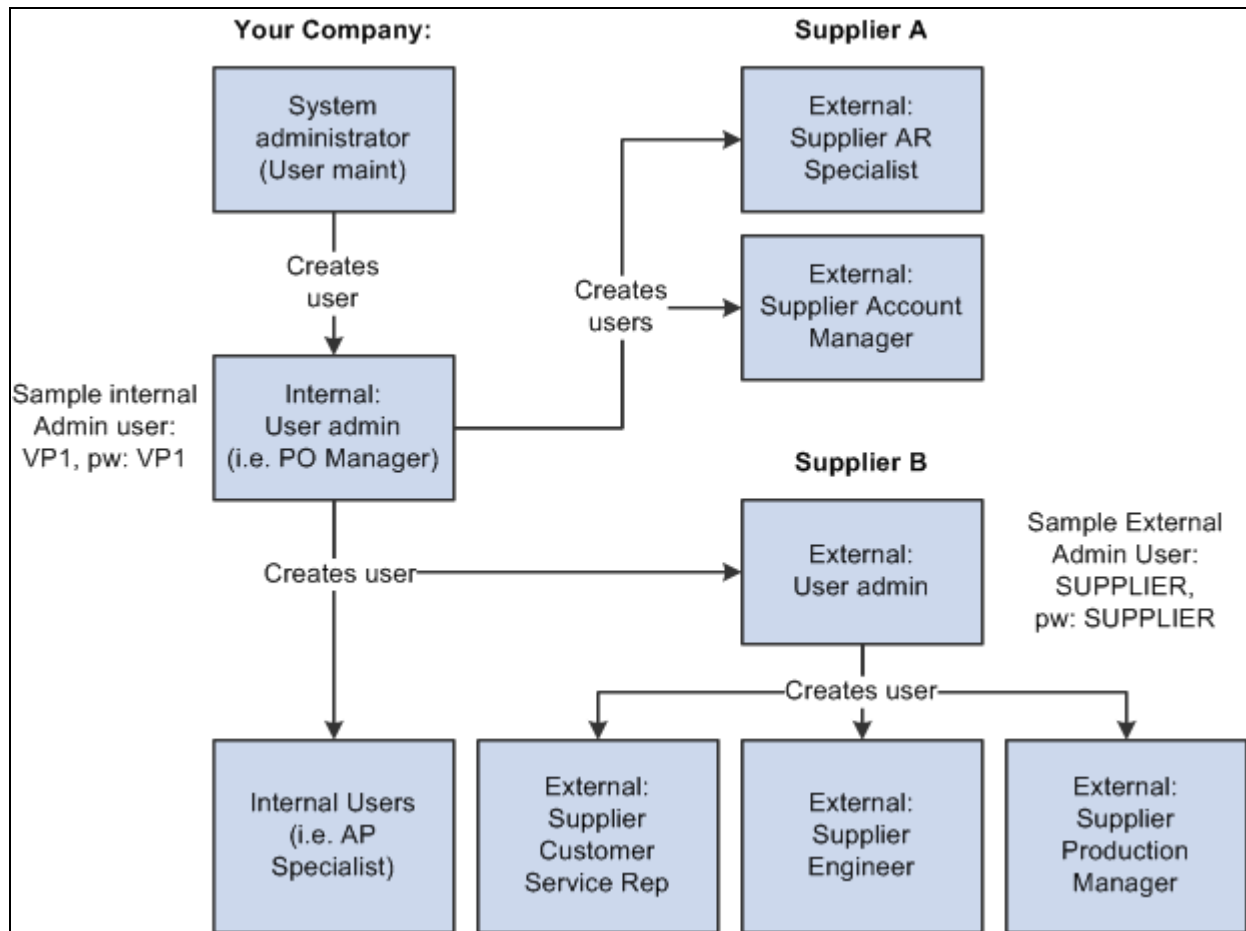 Your Company:
Supplier A
System
administrator
(User maint)
External:
Supplier AR
Specialist
Creates
user
Creates
users
External:
Supplier Account
Manager
Sample internal
Admin user:
VP1, pw: VP1
Internal:
User admin
(i.e. PO Manager)
Supplier B
Creates user
External:
User admin
Sample External
Admin User:
SUPPLIER,
pw: SUPPLIER
Creates user
Internal Users
(i.e. AP
Specialist)
External:
Supplier
Customer
Service Rep
External:
Supplier
Engineer
External:
Supplier
Production
Manager